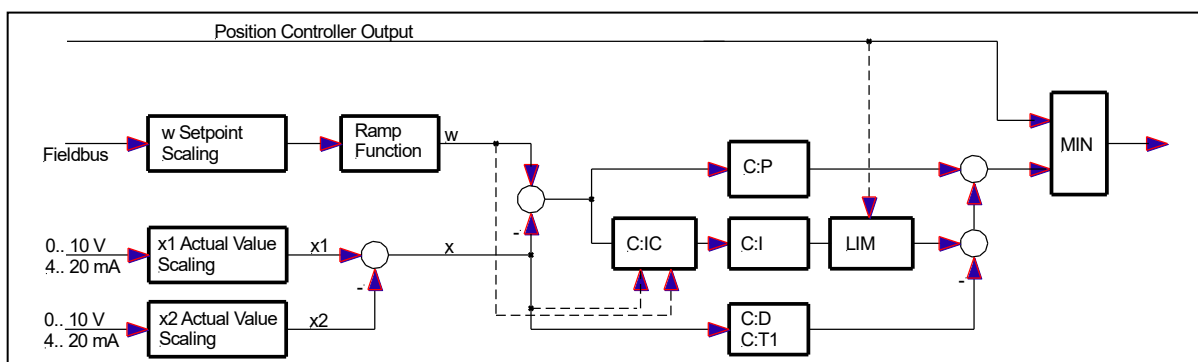 Position Controller Output
Fieldbus
w Setpoint
Scaling
Ramp
Function
w
MIN
C:P
0.. 10 V
4.. 20 mA
x1 Actual Value
Scaling
x1
-
x
-
C:IC
C:I
LIM
-
0.. 10 V
4.. 20 mA
x2 Actual Value
Scaling
x2
C:D
C:T1